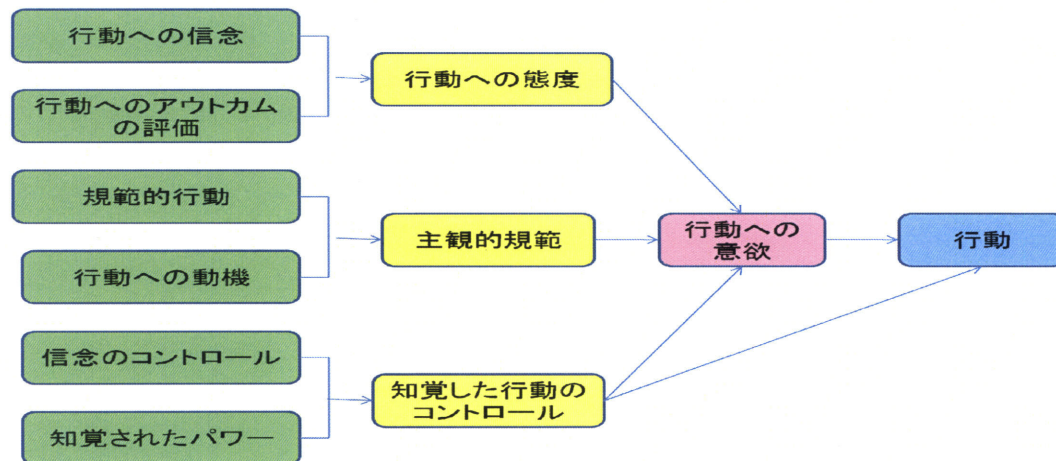 行動への信念
行動へのアウトカム
の評価
規範的行動
行動への動機
信念のコントロール
知覚されたパワー
行動への態度
主観的規範
知覚した行動の
コントロール
行動への
意欲
行動